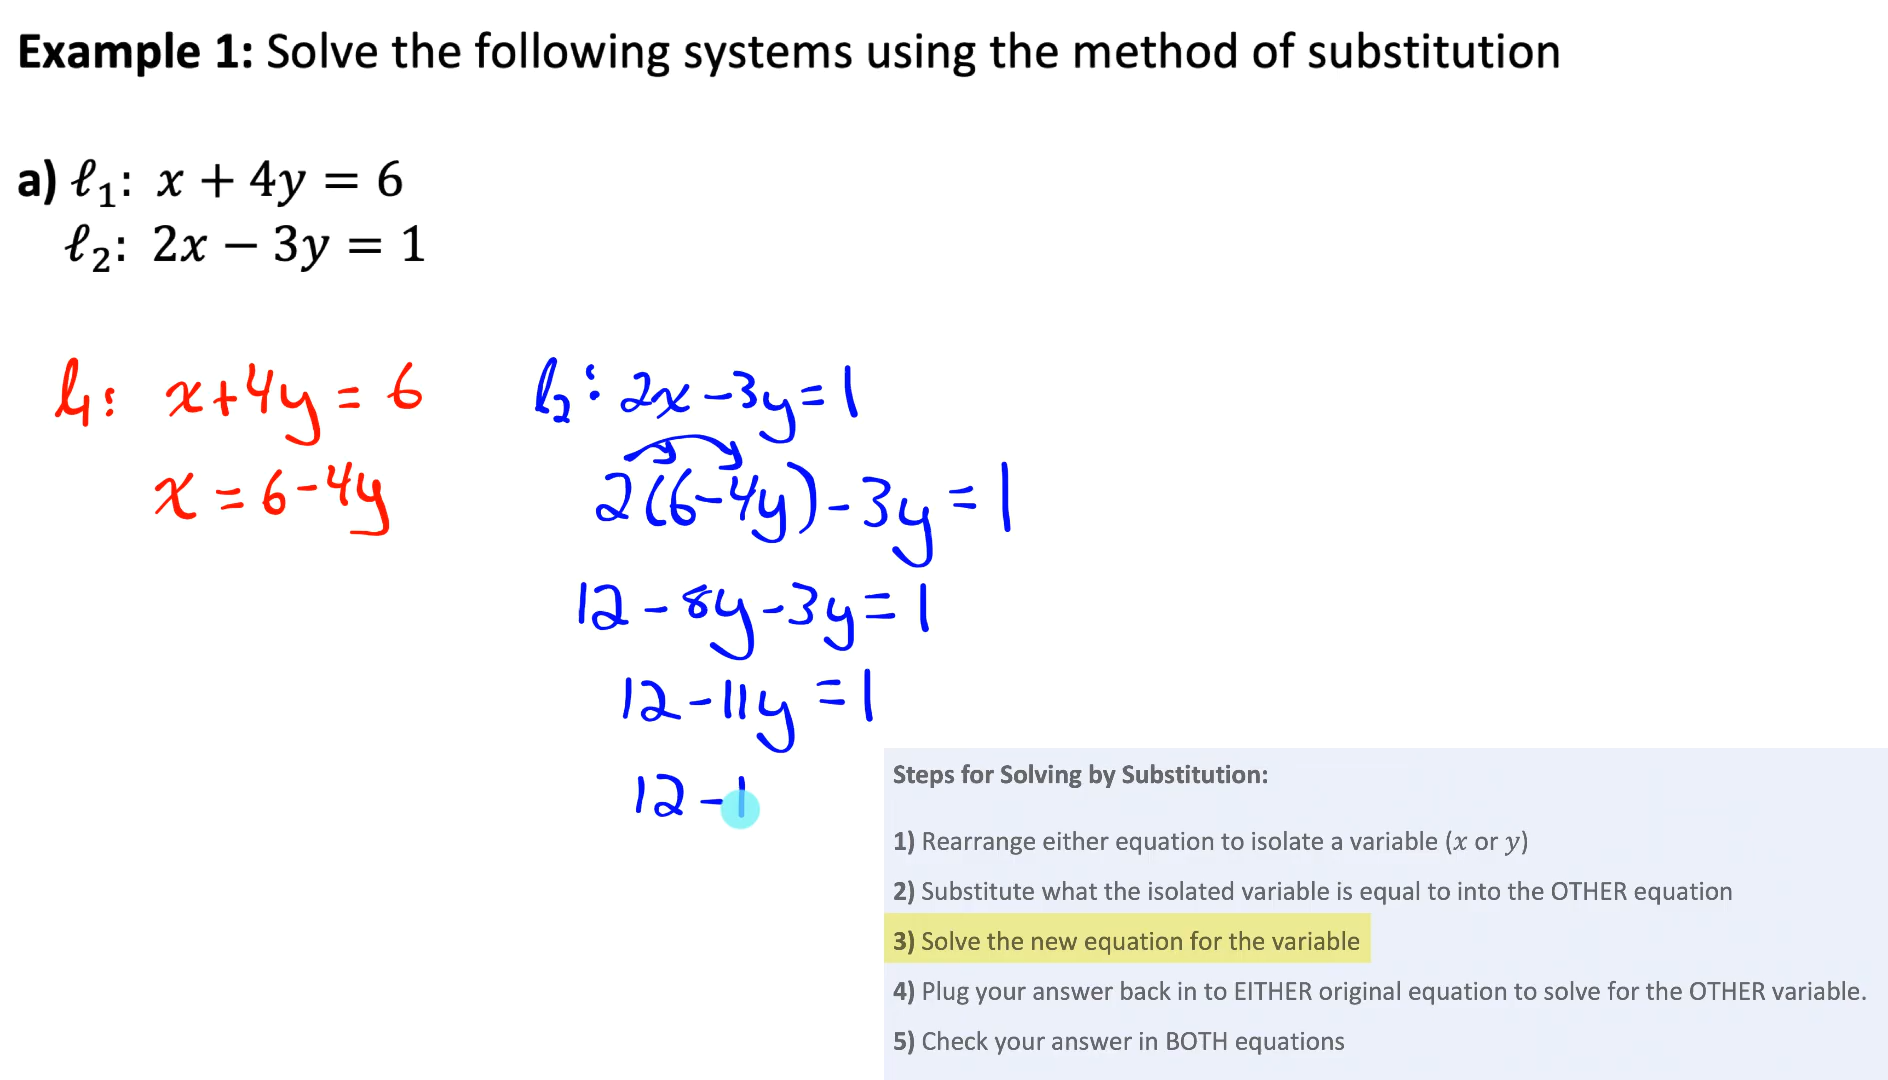 Example 1: Solve the following systems using the method of substitution
a) ℓ₁: x + 4y = 6
ℓ₂: 2x − 3y = 1
ℓ₁: x+4y = 6
x = 6-4y
ℓ₂: 2x-3y=1
2(6-4y)-3y=1
12-8y-3y=1
12-11y=1
12-1
Steps for Solving by Substitution:
1) Rearrange either equation to isolate a variable (x or y)
2) Substitute what the isolated variable is equal to into the OTHER equation
3) Solve the new equation for the variable
4) Plug your answer back in to EITHER original equation to solve for the OTHER variable.
5) Check your answer in BOTH equations